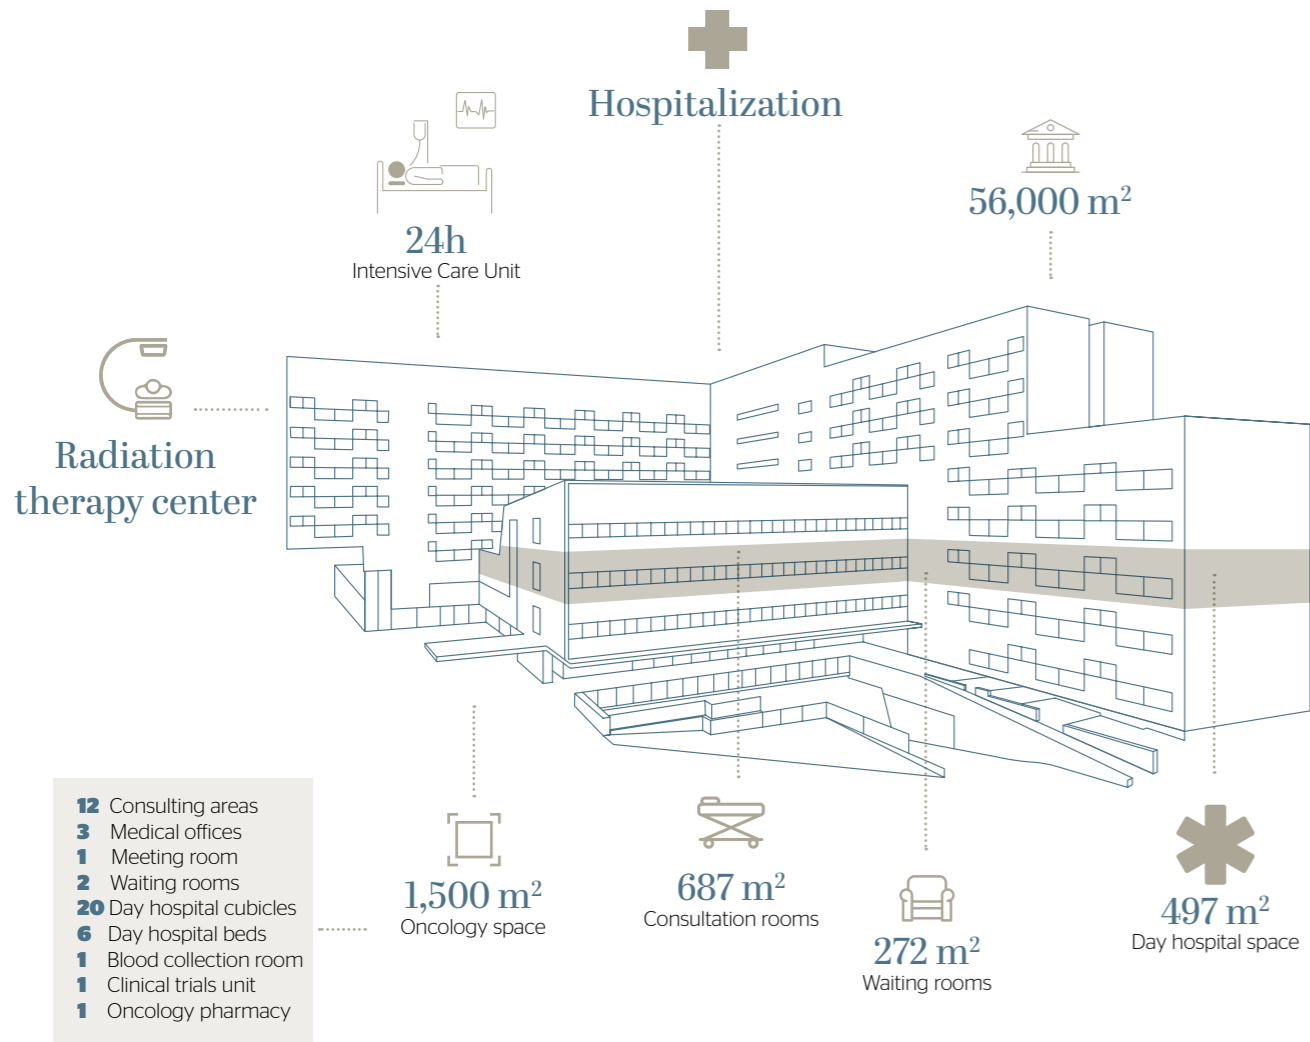 Hospitalization
56,000 m²
24h
Intensive Care Unit
Radiation
therapy center
12 Consulting areas
3 Medical offices
1 Meeting room
2 Waiting rooms
20 Day hospital cubicles
6 Day hospital beds
1 Blood collection room
1 Clinical trials unit
1 Oncology pharmacy
1,500 m²
Oncology space
687 m²
Consultation rooms
272 m²
Waiting rooms
497 m²
Day hospital space